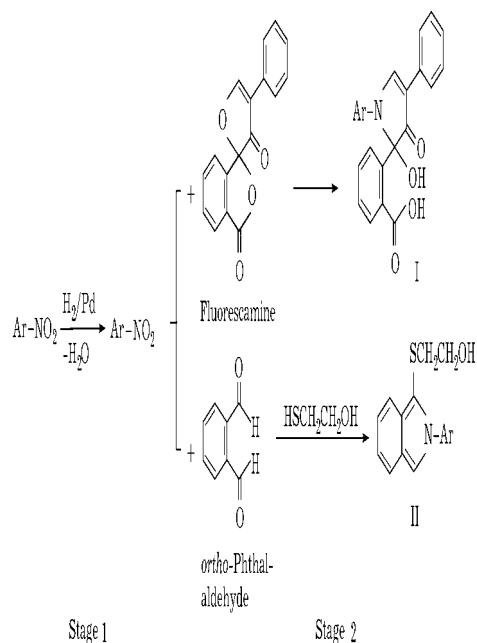 O
O
O
O
O
+
Fluorescamine
Ar–N
O
OH
OH
O
I
Ar–NO₂
H₂/Pd
-H₂O
Ar–NO₂
O
H
H
O
+
ortho-Phthal-
aldehyde
HSCH₂CH₂OH
SCH₂CH₂OH
N–Ar
II
Stage 1
Stage 2